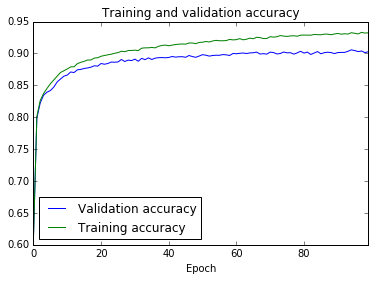 Training and validation accuracy
0.95
0.90
0.85
0.80
0.75
0.70
0.65
0.60
Validation accuracy
Training accuracy
0 20 40 60 80
Epoch